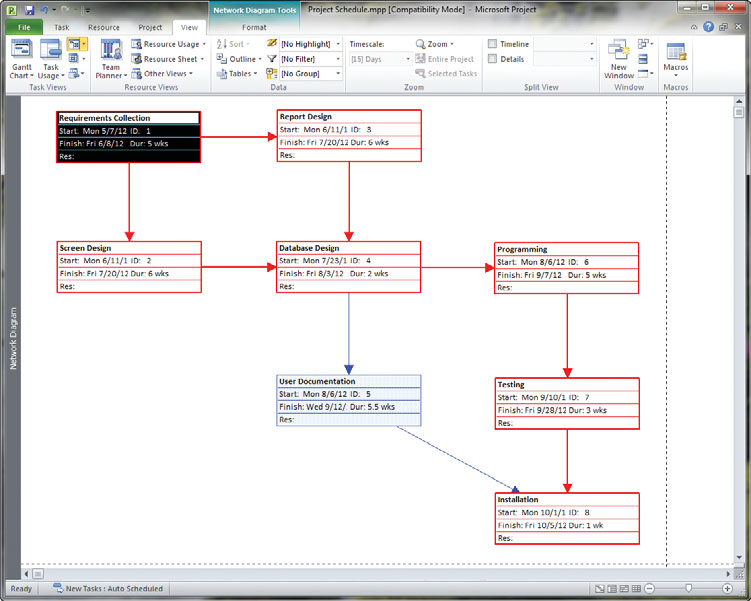 Network Diagram Tools
Project Schedule.mpp [Compatibility Mode] - Microsoft Project
File Task Resource Project View Format
Gantt Chart
Task Usage
Task Views
Team Planner
Resource Usage
Resource Sheet
Other Views
Resource Views
Sort
Outline
Tables
[No Highlight]
[No Filter]
[No Group]
Data
Timescale:
[15] Days
Zoom
Entire Project
Selected Tasks
Zoom
Timeline
Details
Split View
New Window
Window
Macros
Macros
Network Diagram
Requirements Collection
Start: Mon 5/7/12 ID: 1
Finish: Fri 6/8/12 Dur: 5 wks
Res:
Report Design
Start: Mon 6/11/1 ID: 3
Finish: Fri 7/20/12 Dur: 6 wks
Res:
Screen Design
Start: Mon 6/11/1 ID: 2
Finish: Fri 7/20/12 Dur: 6 wks
Res:
Database Design
Start: Mon 7/23/1 ID: 4
Finish: Fri 8/3/12 Dur: 2 wks
Res:
Programming
Start: Mon 8/6/12 ID: 6
Finish: Fri 9/7/12 Dur: 5 wks
Res:
User Documentation
Start: Mon 8/6/12 ID: 5
Finish: Wed 9/12/ Dur: 5.5 wks
Res:
Testing
Start: Mon 9/10/1 ID: 7
Finish: Fri 9/28/12 Dur: 3 wks
Res:
Installation
Start: Mon 10/1/1 ID: 8
Finish: Fri 10/5/12 Dur: 1 wk
Res:
Ready New Tasks : Auto Scheduled